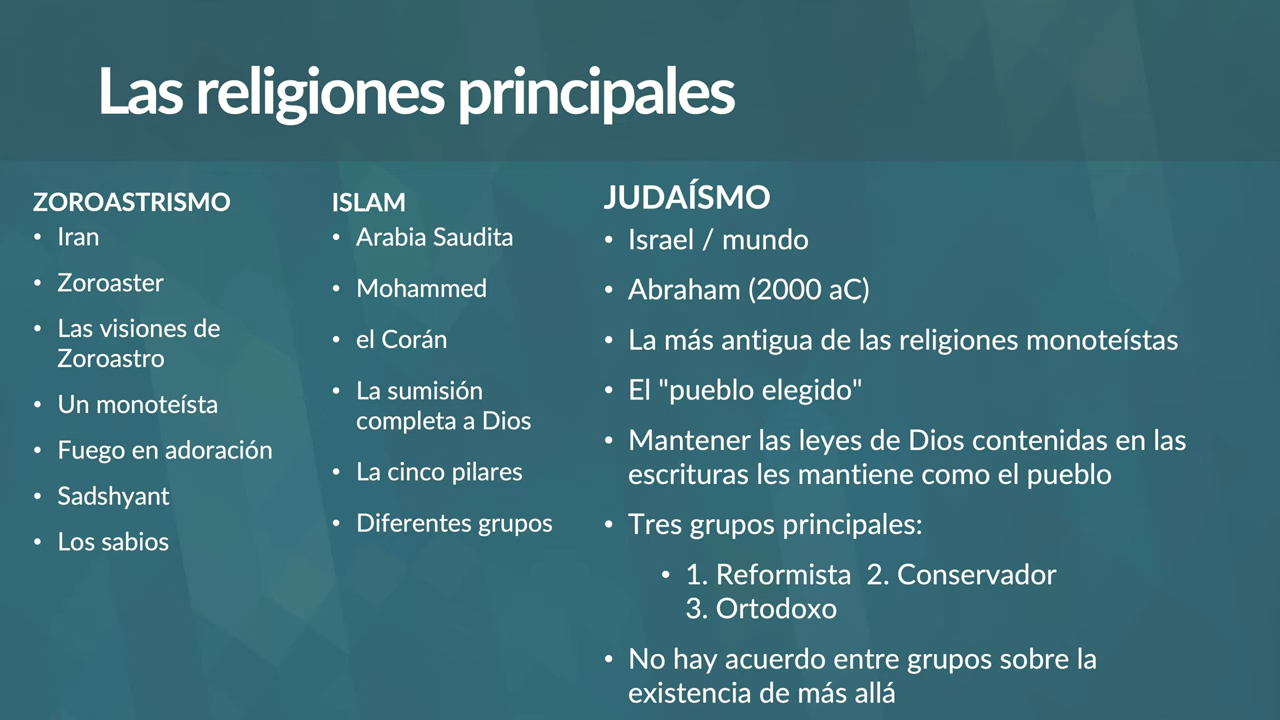 Las religiones principales
ZOROASTRISMO
• Iran
• Zoroaster
• Las visiones de
Zoroastro
• Un monoteísta
• Fuego en adoración
• Sadshyant
• Los sabios
ISLAM
• Arabia Saudita
• Mohammed
• el Corán
• La sumisión
completa a Dios
• La cinco pilares
• Diferentes grupos
JUDAÍSMO
• Israel / mundo
• Abraham (2000 aC)
• La más antigua de las religiones monoteístas
• El "pueblo elegido"
• Mantener las leyes de Dios contenidas en las
escrituras les mantiene como el pueblo
• Tres grupos principales:
• 1. Reformista 2. Conservador
3. Ortodoxo
• No hay acuerdo entre grupos sobre la
existencia de más allá